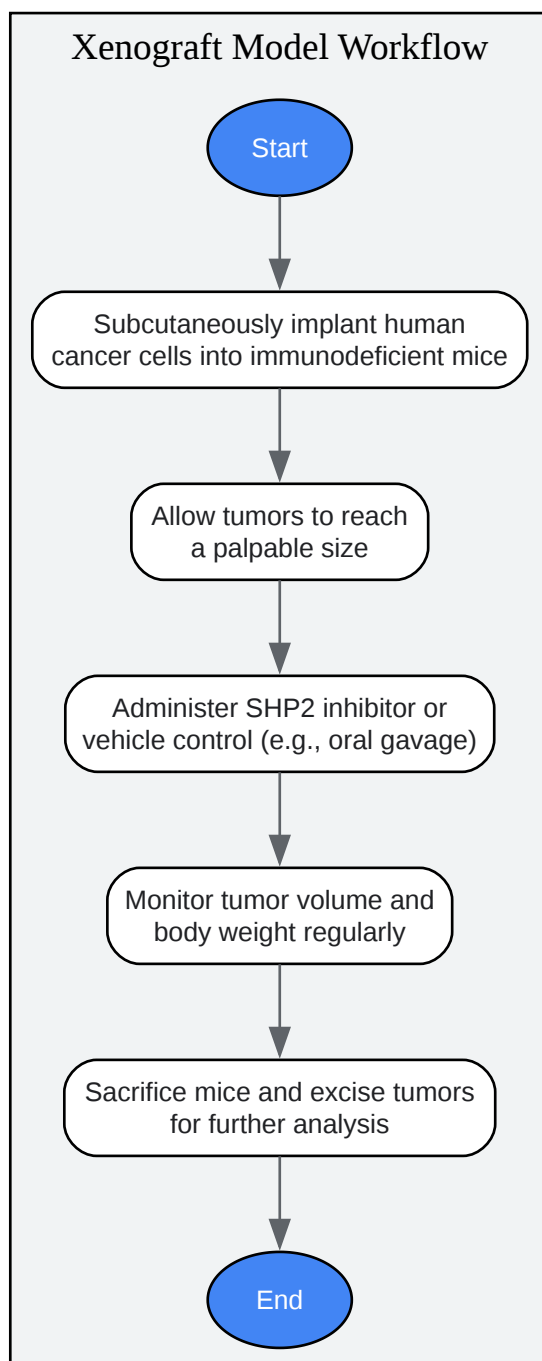 Xenograft Model Workflow
Start
Subcutaneously implant human
cancer cells into immunodeficient mice
Allow tumors to reach
a palpable size
Administer SHP2 inhibitor or
vehicle control (e.g., oral gavage)
Monitor tumor volume and
body weight regularly
Sacrifice mice and excise tumors
for further analysis
End